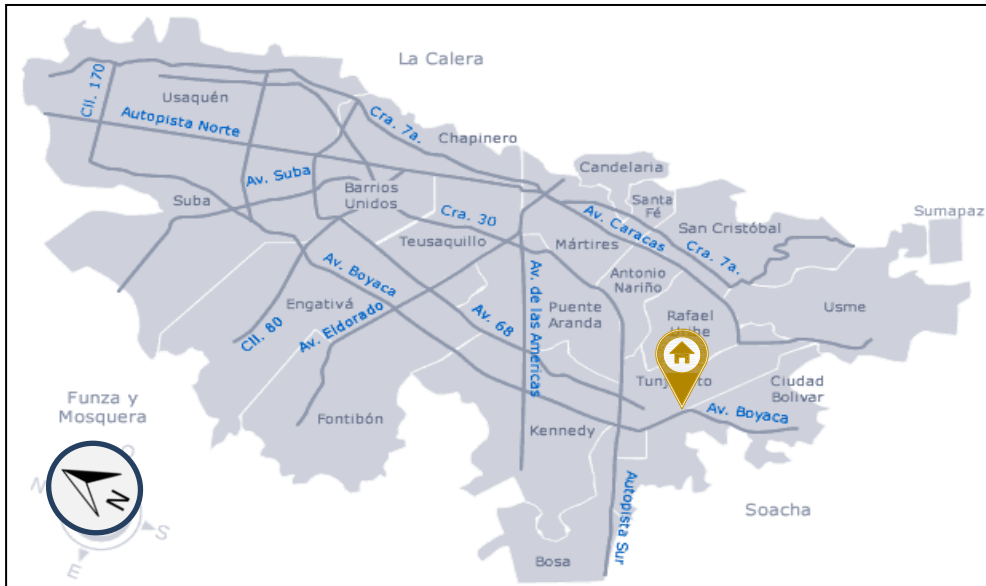 La Calera
Cll. 170
Usaquén
Autopista Norte
Cra. 7a.
Chapinero
Candelaria
Av. Suba
Barrios
Unidos
Suba
Santa
Fé
Sumapaz
Cra. 30
Av. Caracas
San Cristóbal
Teusaquillo
Mártires
Cra. 7a.
Av. Boyaca
Antonio
Nariño
Engativá
Av. de las Américas
Puente
Aranda
Usme
Av. 68
Rafael
Cll. 80
Av. Eldorado
Ciudad
Bolivar
Funza y
Mosquera
Fontibón
Av. Boyaca
Kennedy
O
N
N
S
E
Autopista Sur
Soacha
Bosa